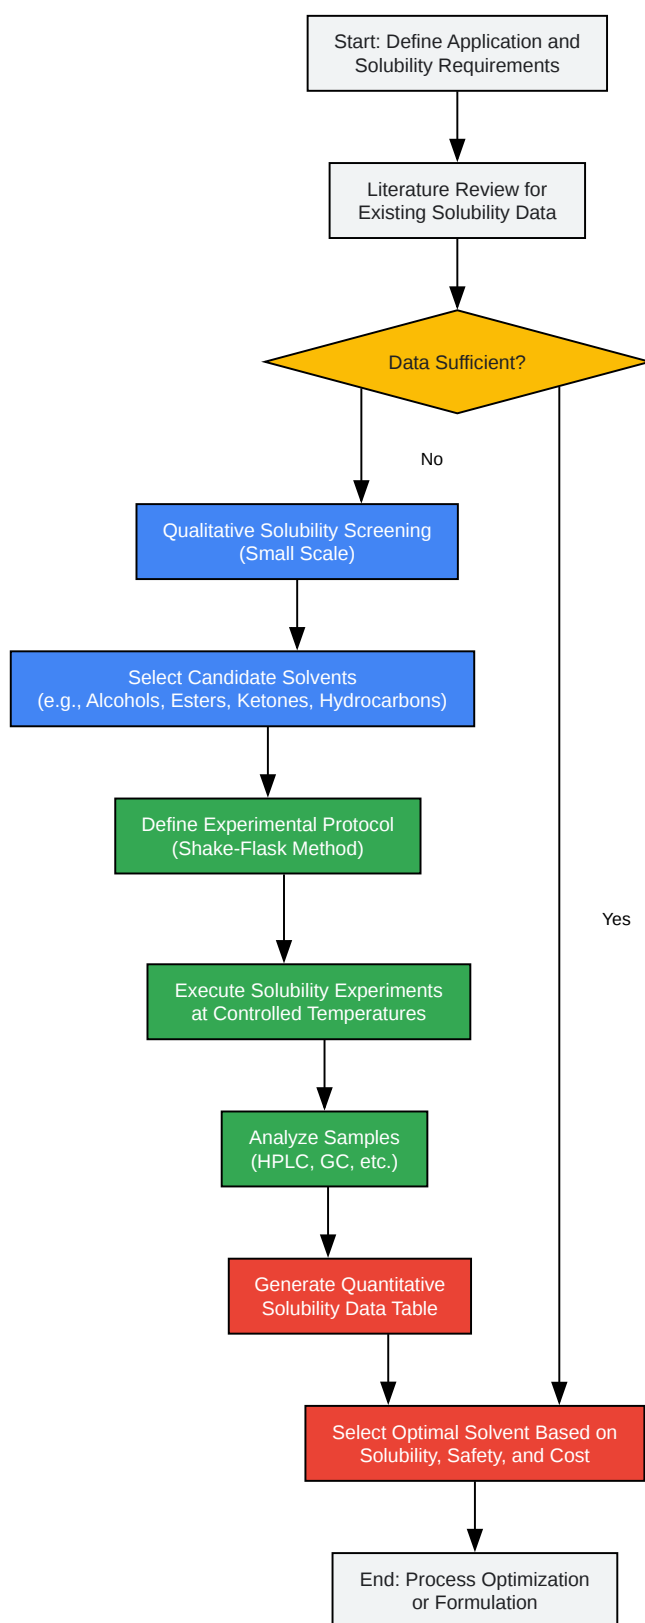 Start: Define Application and
Solubility Requirements
Literature Review for
Existing Solubility Data
Data Sufficient?
No
Qualitative Solubility Screening
(Small Scale)
Select Candidate Solvents
(e.g., Alcohols, Esters, Ketones, Hydrocarbons)
Define Experimental Protocol
(Shake-Flask Method)
Yes
Execute Solubility Experiments
at Controlled Temperatures
Analyze Samples
(HPLC, GC, etc.)
Generate Quantitative
Solubility Data Table
Select Optimal Solvent Based on
Solubility, Safety, and Cost
End: Process Optimization
or Formulation